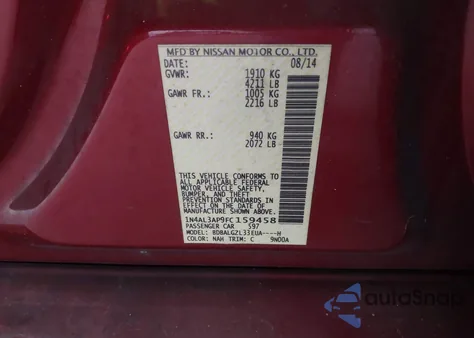 MFD BY NISSAN MOTOR CO., LTD.
DATE: 08/14
GVWR: 1910 KG
4211 LB
GAWR FR.: 1005 KG
2216 LB
GAWR RR.: 940 KG
2072 LB
THIS VEHICLE CONFORMS TO
ALL APPLICABLE FEDERAL
MOTOR VEHICLE SAFETY,
BUMPER, AND THEFT
PREVENTION STANDARDS IN
EFFECT ON THE DATE OF
MANUFACTURE SHOWN ABOVE.
1N4AL3AP9FC159458
PASSENGER CAR 597
MODEL: BDBALGZL33EUA----H
COLOR: NAH TRIM: C 9N00A
autoSnap